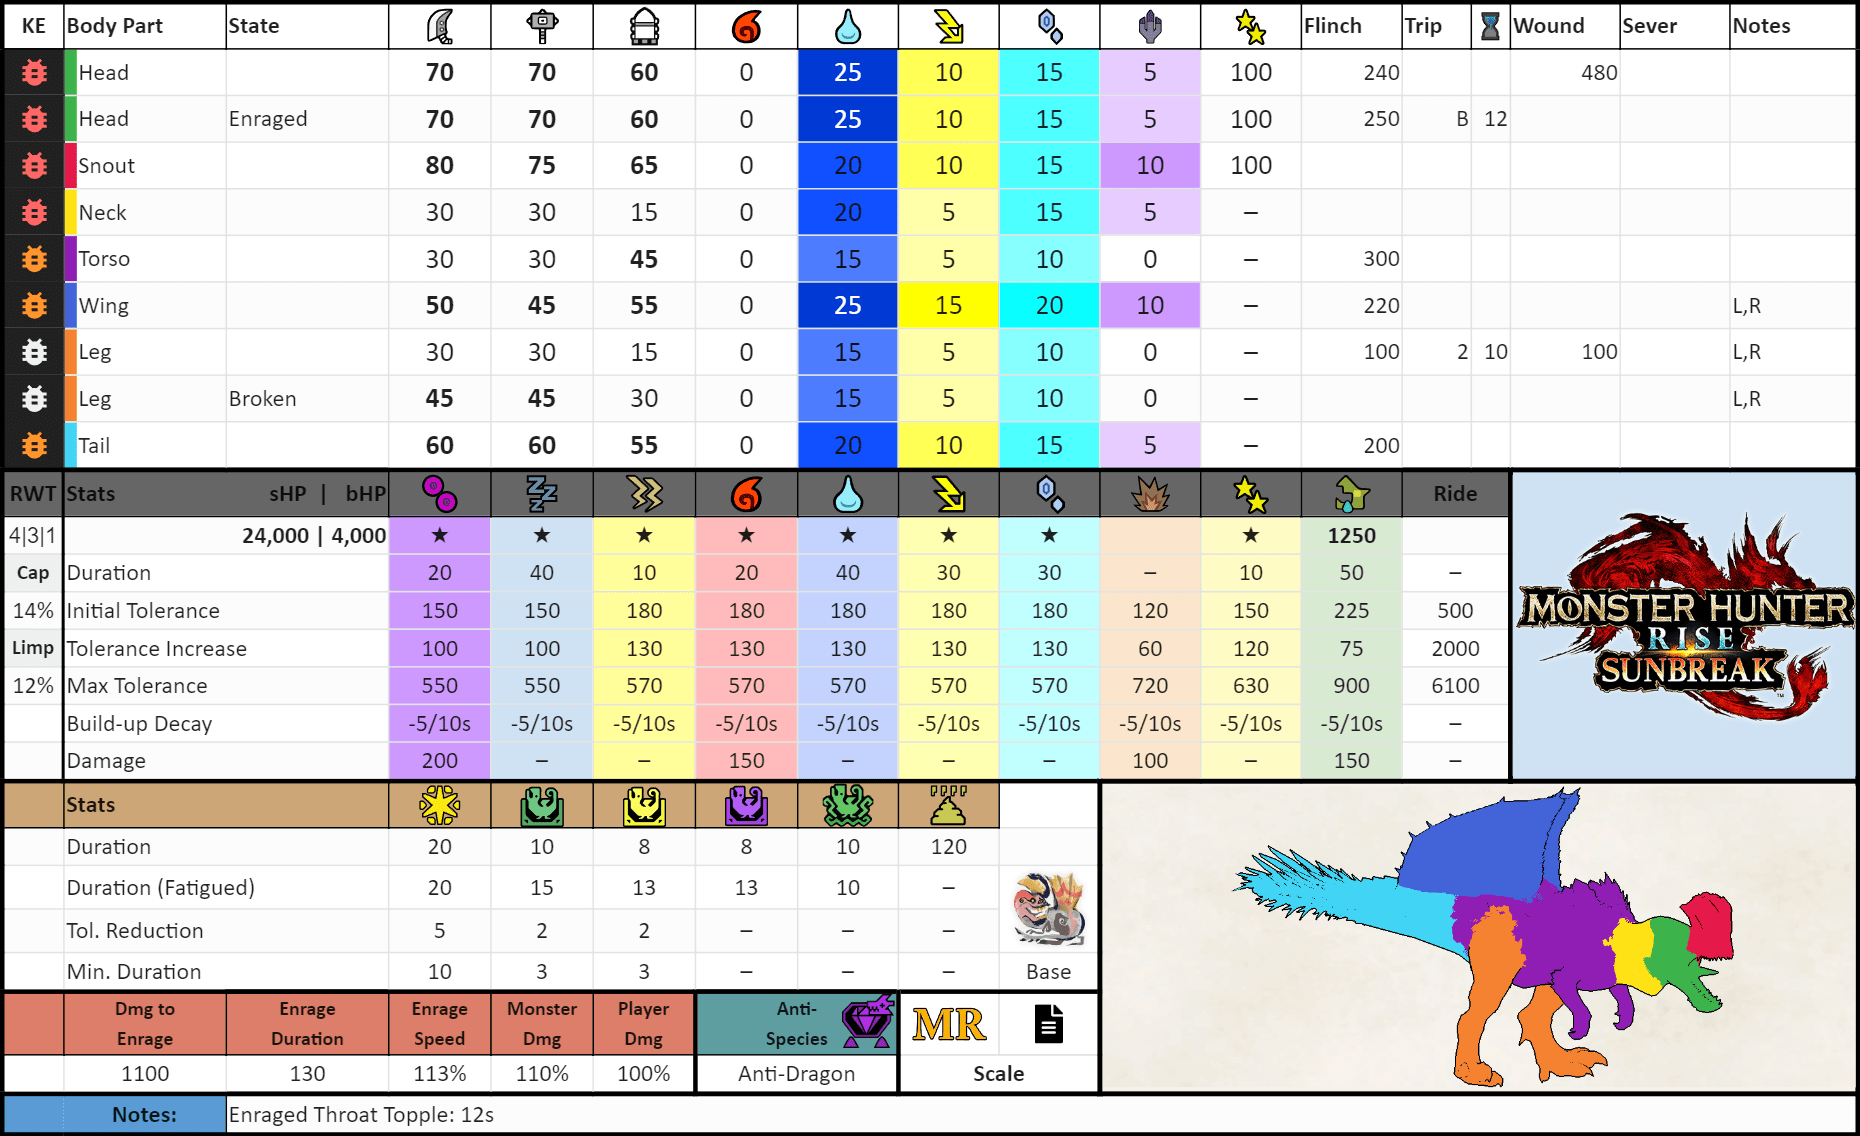 KE Body Part State Flinch Trip Wound Sever Notes
Head 70 70 60 0 25 10 15 5 100 240 480
Head Enraged 70 70 60 0 25 10 15 5 100 250 B 12
Snout 80 75 65 0 20 10 15 10 100
Neck 30 30 15 0 20 5 15 5 –
Torso 30 30 45 0 15 5 10 0 – 300
Wing 50 45 55 0 25 15 20 10 – 220 L,R
Leg 30 30 15 0 15 5 10 0 – 100 2 10 100 L,R
Leg Broken 45 45 30 0 15 5 10 0 – L,R
Tail 60 60 55 0 20 10 15 5 – 200
RWT Stats sHP | bHP Ride
4|3|1 24,000 | 4,000 ★ ★ ★ ★ ★ ★ ★ ★ 1250
Cap Duration 20 40 10 20 40 30 30 – 10 50 –
14% Initial Tolerance 150 150 180 180 180 180 180 120 150 225 500
Limp Tolerance Increase 100 100 130 130 130 130 130 60 120 75 2000
12% Max Tolerance 550 550 570 570 570 570 570 720 630 900 6100
Build-up Decay -5/10s -5/10s -5/10s -5/10s -5/10s -5/10s -5/10s -5/10s -5/10s -5/10s –
Damage 200 – – 150 – – – 100 – 150 –
MONSTER HUNTER
RISE
SUNBREAK
™
Stats
Duration 20 10 8 8 10 120
Duration (Fatigued) 20 15 13 13 10 –
Tol. Reduction 5 2 2 – – –
Min. Duration 10 3 3 – – – Base
Dmg to Enrage Enrage Duration Enrage Speed Monster Dmg Player Dmg Anti-Species MR
1100 130 113% 110% 100% Anti-Dragon Scale
Notes: Enraged Throat Topple: 12s